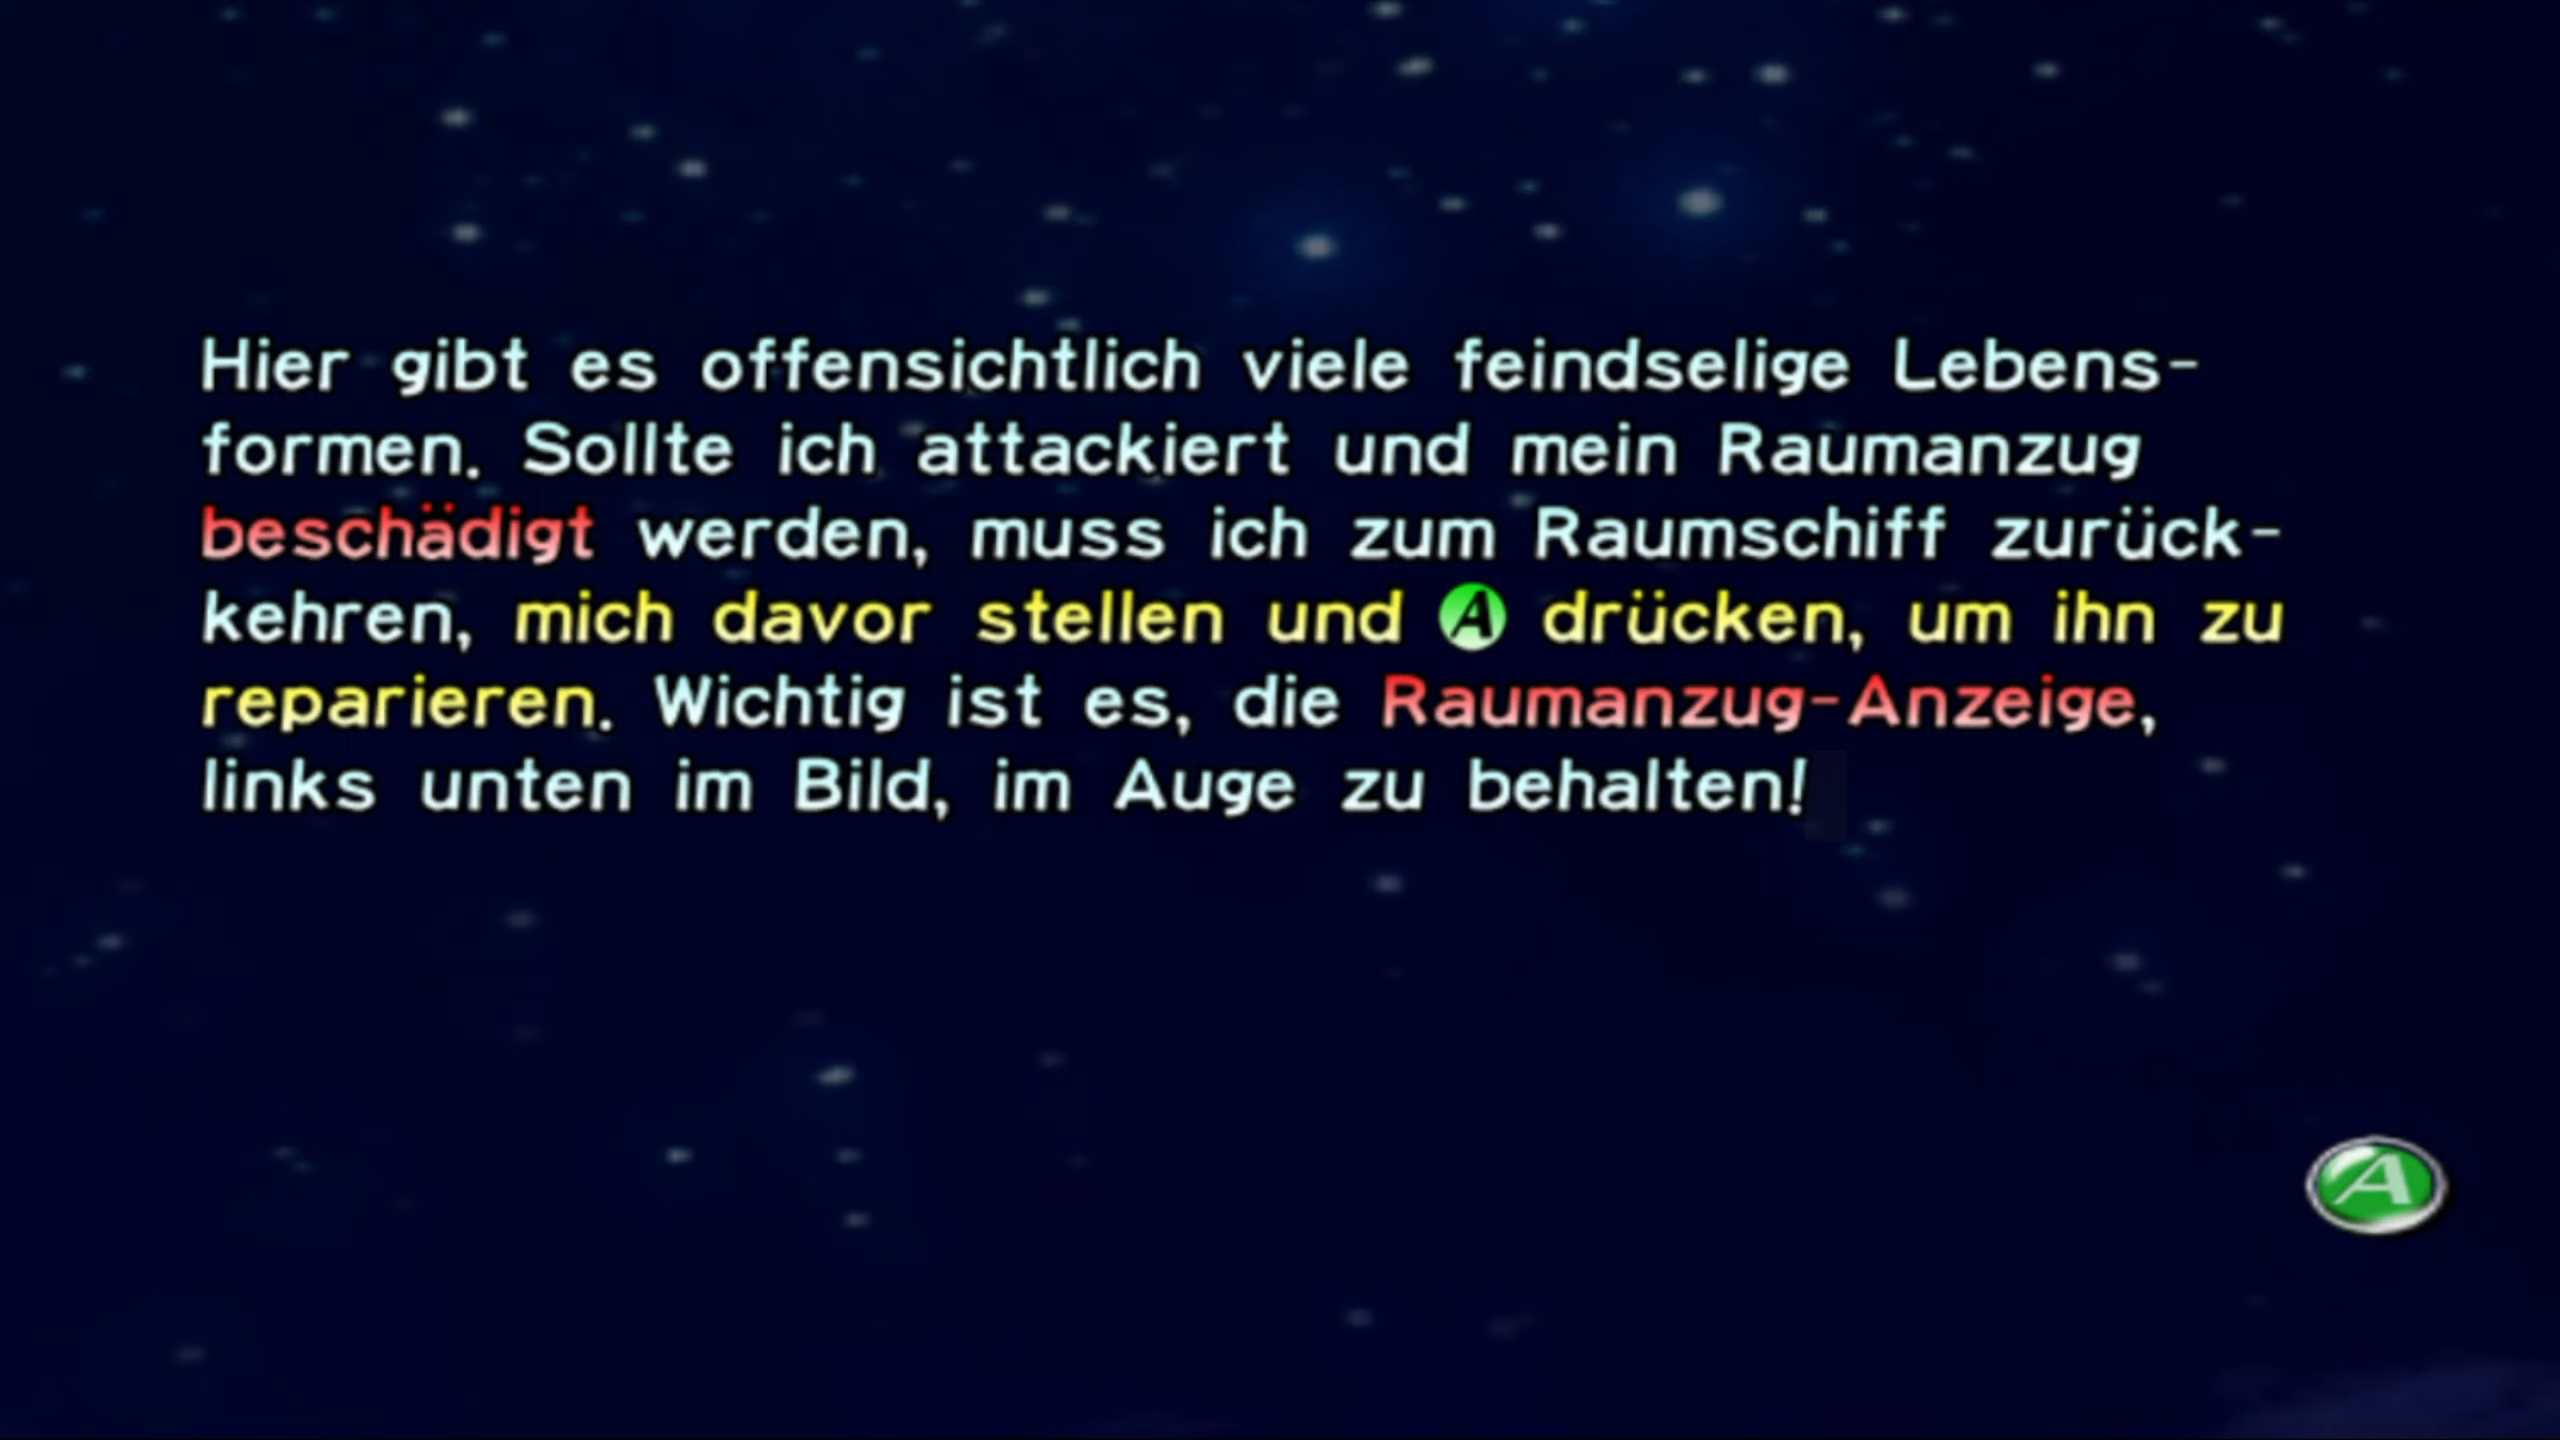 Hier gibt es offensichtlich viele feindselige Lebens-
formen. Sollte ich attackiert und mein Raumanzug
beschädigt werden, muss ich zum Raumschiff zurück-
kehren, mich davor stellen und A drücken, um ihn zu
reparieren. Wichtig ist es, die Raumanzug-Anzeige,
links unten im Bild, im Auge zu behalten!
A